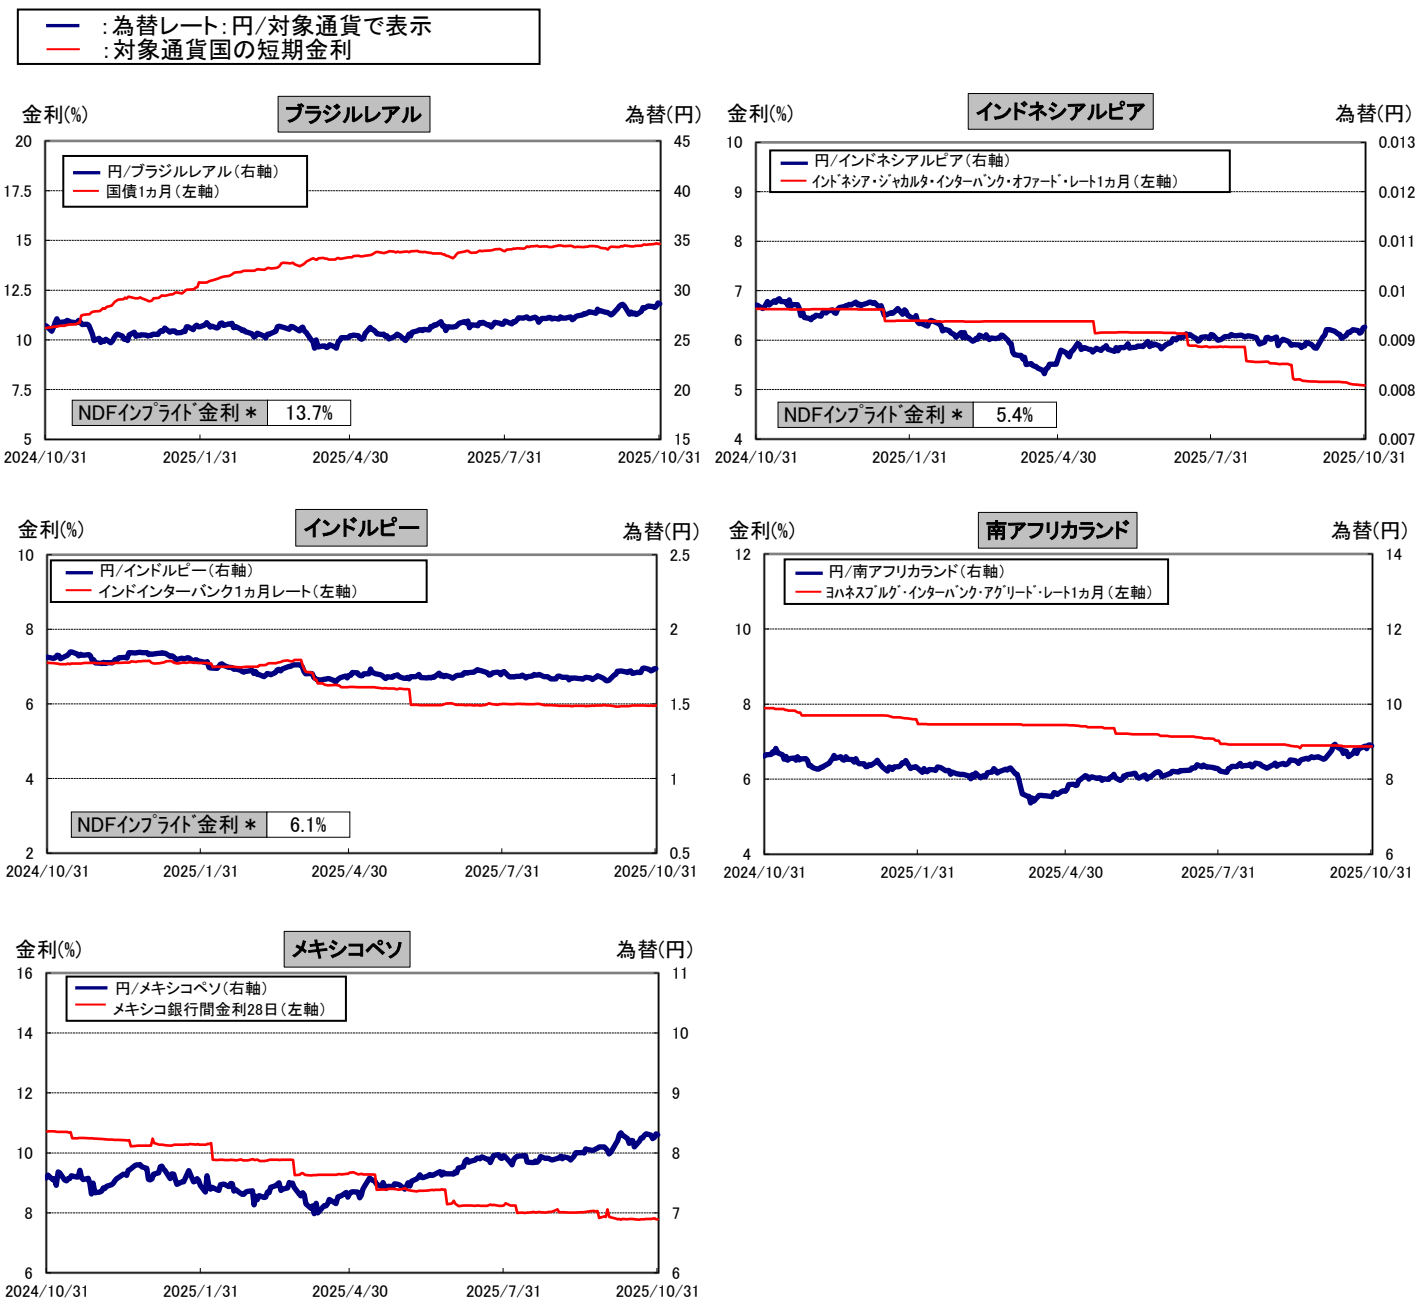 ：為替レート：円/対象通貨で表示
：対象通貨国の短期金利
金利(%)
ブラジルレアル
為替(円)
円/ブラジルレアル(右軸)
国債1ヵ月(左軸)
20
17.5
15
12.5
10
7.5
5
45
40
35
30
25
20
15
NDFインプライド金利＊ 13.7%
2024/10/31 2025/1/31 2025/4/30 2025/7/31 2025/10/31
金利(%)
インドネシアルピア
為替(円)
円/インドネシアルピア(右軸)
インドネシア・ジャカルタ・インターバンク・オファード・レート1ヵ月(左軸)
10
9
8
7
6
5
4
0.013
0.012
0.011
0.01
0.009
0.008
0.007
NDFインプライド金利＊ 5.4%
2024/10/31 2025/1/31 2025/4/30 2025/7/31 2025/10/31
金利(%)
インドルピー
為替(円)
円/インドルピー(右軸)
インドインターバンク1ヵ月レート(左軸)
10
8
6
4
2
2.5
2
1.5
1
0.5
NDFインプライド金利＊ 6.1%
2024/10/31 2025/1/31 2025/4/30 2025/7/31 2025/10/31
金利(%)
南アフリカランド
為替(円)
円/南アフリカランド(右軸)
ヨハネスブルグ・インターバンク・アグリード・レート1ヵ月(左軸)
12
10
8
6
4
14
12
10
8
6
2024/10/31 2025/1/31 2025/4/30 2025/7/31 2025/10/31
金利(%)
メキシコペソ
為替(円)
円/メキシコペソ(右軸)
メキシコ銀行間金利28日(左軸)
16
14
12
10
8
6
11
10
9
8
7
6
2024/10/31 2025/1/31 2025/4/30 2025/7/31 2025/10/31